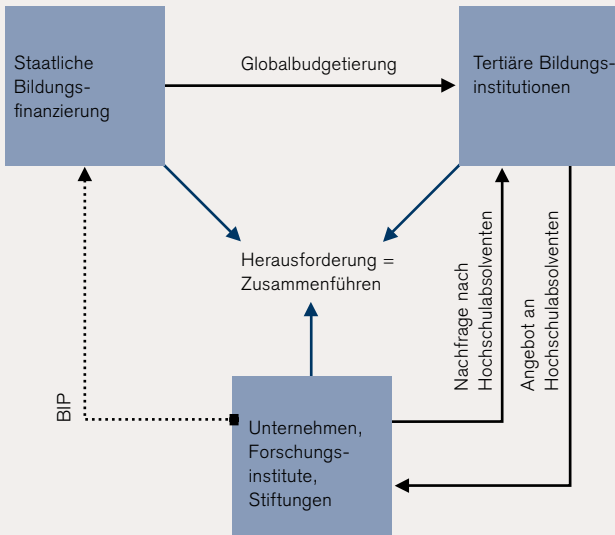 Staatliche
Bildungs-
finanzierung
Globalbudgetierung
Tertiäre Bildungs-
institutionen
Herausforderung =
Zusammenführen
Nachfrage nach
Hochschulabsolventen
Angebot an
Hochschulabsolventen
BIP
Unternehmen,
Forschungs-
institute,
Stiftungen